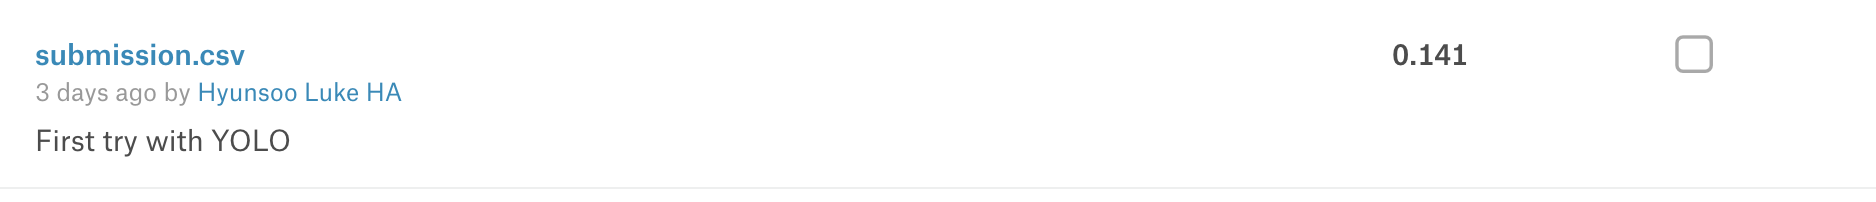 submission.csv 0.141
3 days ago by Hyunsoo Luke HA
First try with YOLO